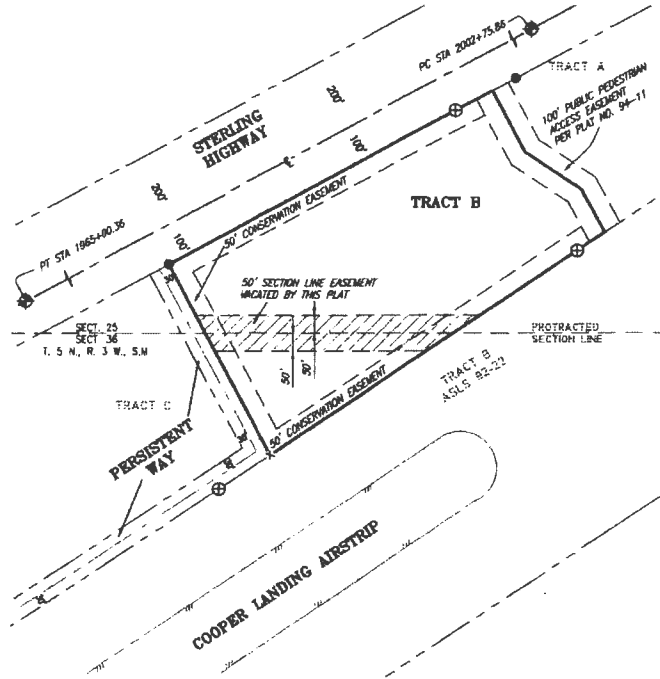 PC STA 2002+75.86
TRACT A
100' PUBLIC PEDESTRIAN
ACCESS EASEMENT
PER PLAT NO. 94-11
200'
STERLING
HIGHWAY
100'
200'
100'
PT STA 1965+00.36
TRACT B
50' CONSERVATION EASEMENT
30'
50' SECTION LINE EASEMENT
VACATED BY THIS PLAT
SECT. 25
SECT 36
T. 5 N., R. 3 W., S.M
PROTRACTED
SECTION LINE
50'
50'
TRACT B
ASLS 92-22
TRACT C
50' CONSERVATION EASEMENT
PERSISTENT
WAY
COOPER LANDING AIRSTRIP